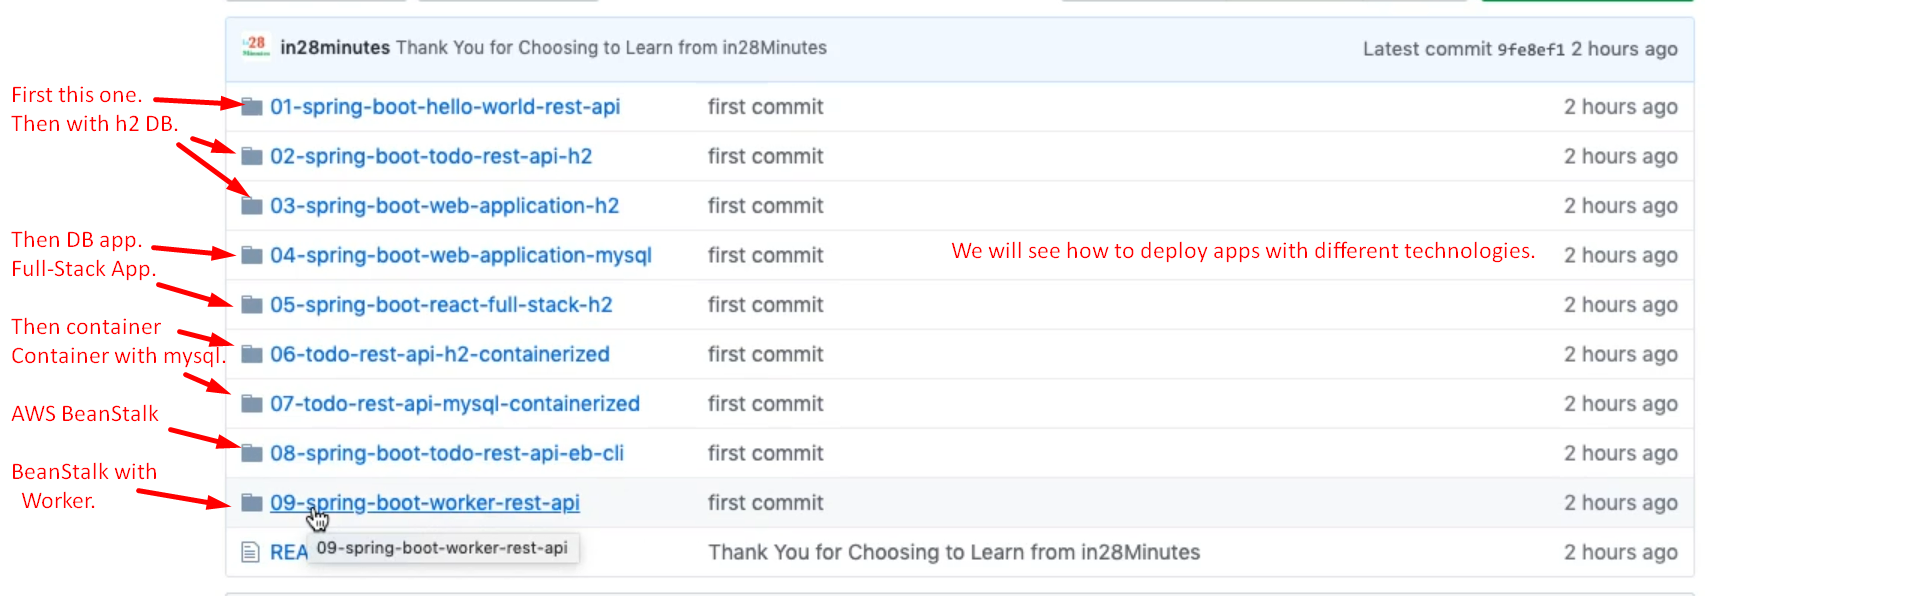 28
Minutes
in28minutes Thank You for Choosing to Learn from in28Minutes
Latest commit 9fe8ef1 2 hours ago
First this one.
Then with h2 DB.
01-spring-boot-hello-world-rest-api first commit 2 hours ago
02-spring-boot-todo-rest-api-h2 first commit 2 hours ago
03-spring-boot-web-application-h2 first commit 2 hours ago
Then DB app.
Full-Stack App.
04-spring-boot-web-application-mysql first commit 2 hours ago
We will see how to deploy apps with different technologies.
05-spring-boot-react-full-stack-h2 first commit 2 hours ago
Then container
Container with mysql.
06-todo-rest-api-h2-containerized first commit 2 hours ago
07-todo-rest-api-mysql-containerized first commit 2 hours ago
AWS BeanStalk
08-spring-boot-todo-rest-api-eb-cli first commit 2 hours ago
BeanStalk with
Worker.
09-spring-boot-worker-rest-api first commit 2 hours ago
REA Thank You for Choosing to Learn from in28Minutes 2 hours ago
09-spring-boot-worker-rest-api